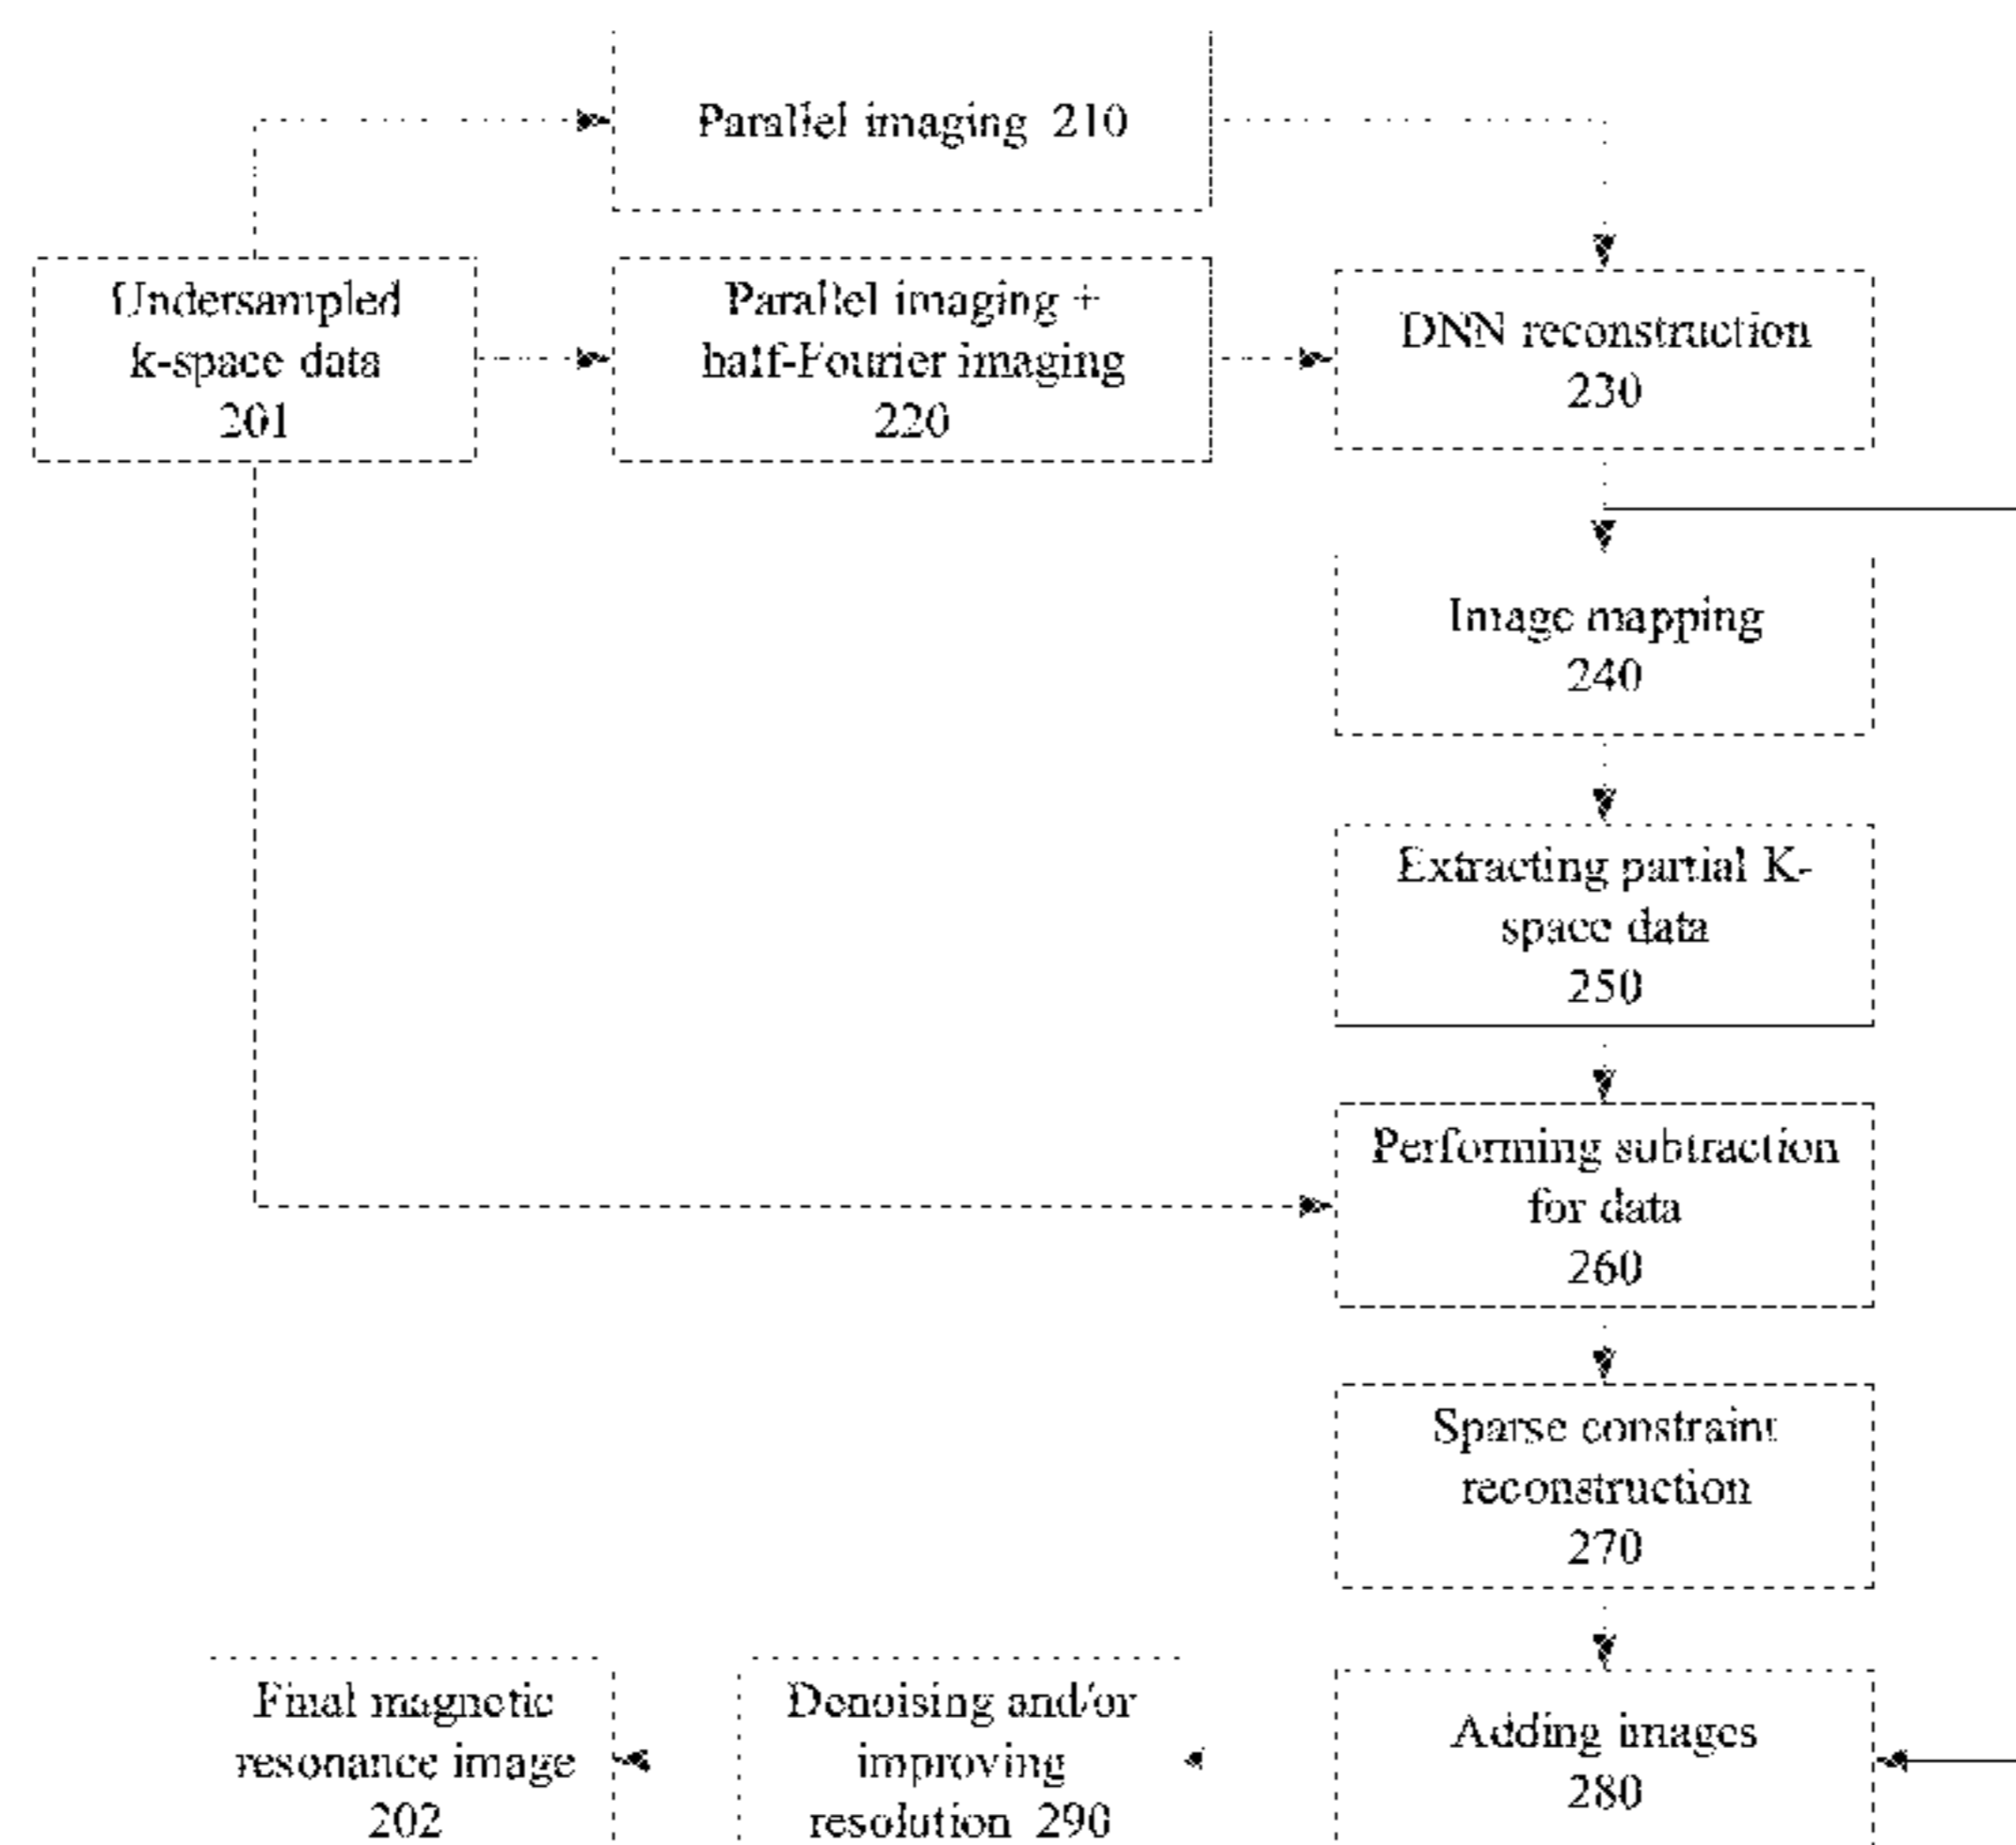 Parallel imaging 210
Undersampled
k-space data
201
Parallel imaging +
half-Fourier imaging
220
DNN reconstruction
230
Image mapping
240
Extracting partial K-
space data
250
Performing subtraction
for data
260
Sparse constraint
reconstruction
270
Final magnetic
resonance image
202
Denoising and/or
improving
resolution 290
Adding images
280